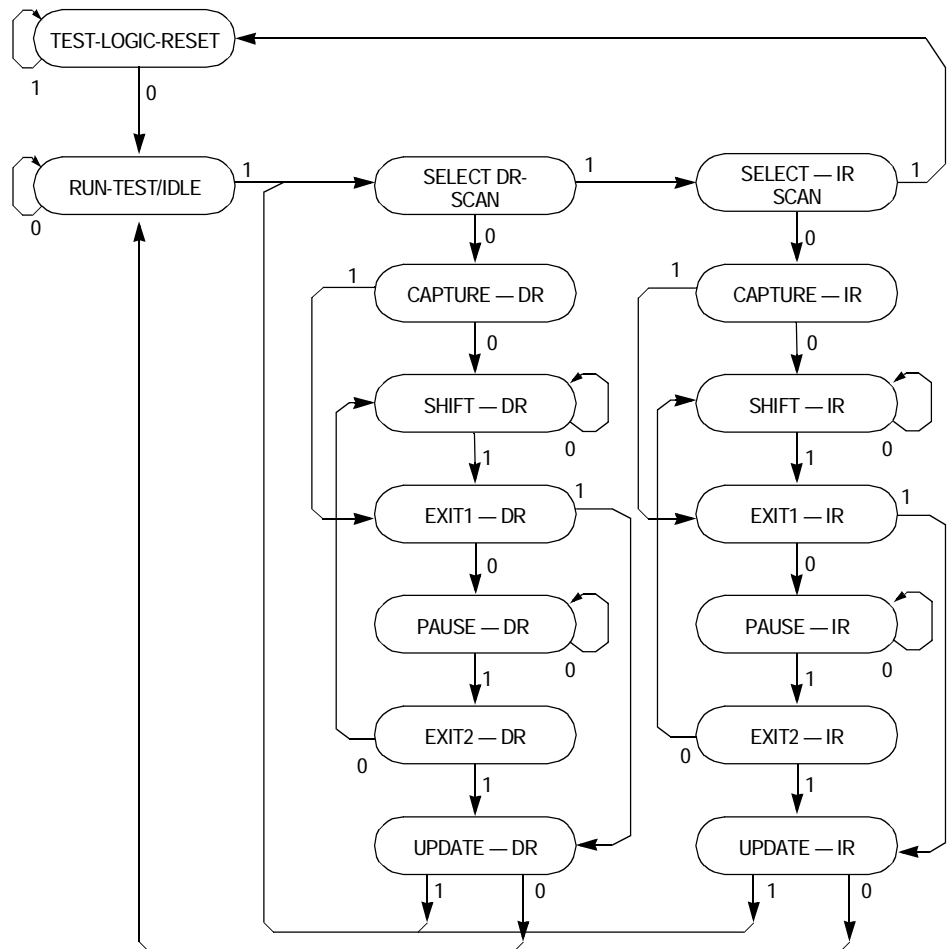 TEST-LOGIC-RESET
1
0
RUN-TEST/IDLE
1
0
SELECT DR-
SCAN
1
SELECT — IR
SCAN
1
0
0
1
CAPTURE — DR
1
CAPTURE — IR
0
0
SHIFT — DR
0
SHIFT — IR
0
1
1
EXIT1 — DR
1
EXIT1 — IR
1
0
0
PAUSE — DR
0
PAUSE — IR
0
1
1
EXIT2 — DR
0
EXIT2 — IR
0
1
1
UPDATE — DR
UPDATE — IR
1
0
1
0